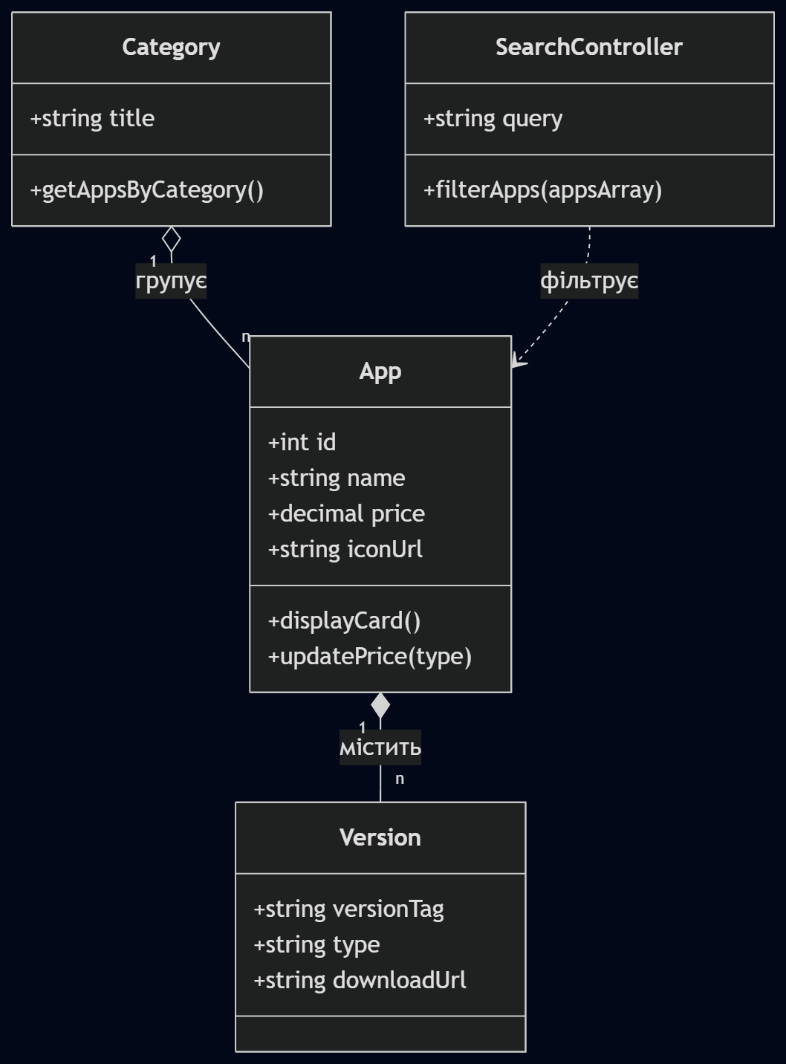 Category
+string title
+getAppsByCategory()
SearchController
+string query
+filterApps(appsArray)
1
групує
n
фільтрує
App
+int id
+string name
+decimal price
+string iconUrl
+displayCard()
+updatePrice(type)
1
містить
n
Version
+string versionTag
+string type
+string downloadUrl